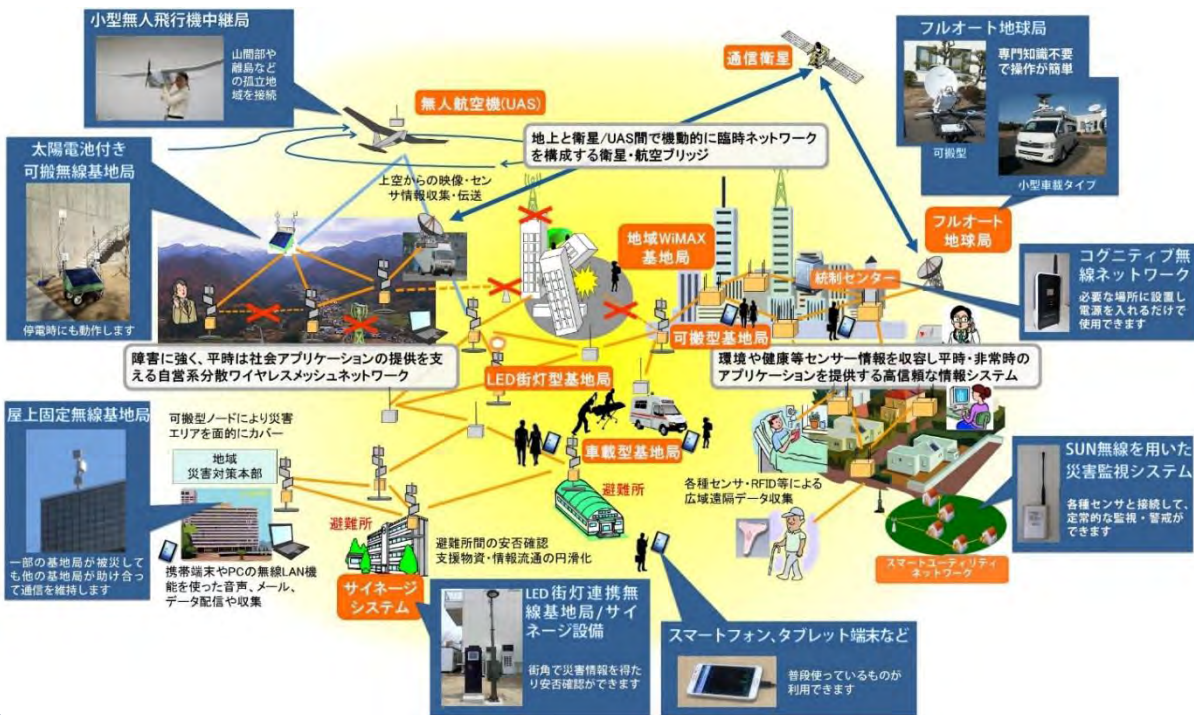 小型無人飛行機中継局
山間部や
離島など
の孤立地
域を接続
無人航空機(UAS)
通信衛星
フルオート地球局
専門知識不要
で操作が簡単
可搬型
小型車載タイプ
地上と衛星/UAS間で機動的に臨時ネットワーク
を構成する衛星・航空ブリッジ
太陽電池付き
可搬無線基地局
停電時にも動作します
上空からの映像・セン
サ情報収集・伝送
地域WiMAX
基地局
フルオート
地球局
統制センター
コグニティブ無
線ネットワーク
必要な場所に設置し
電源を入れるだけで
使用できます
可搬型基地局
障害に強く、平時は社会アプリケーションの提供を支
える自営系分散ワイヤレスメッシュネットワーク
LED街灯型基地局
環境や健康等センサー情報を収容し平時・非常時の
アプリケーションを提供する高信頼な情報システム
屋上固定無線基地局
一部の基地局が被災して
も他の基地局が助け合っ
て通信を維持します
可搬型ノードにより災害
エリアを面的にカバー
地域
災害対策本部
車載型基地局
避難所
各種センサ・RFID等による
広域遠隔データ収集
SUN無線を用いた
災害監視システム
各種センサと接続して、
定常的な監視・警戒が
できます
避難所
避難所間の安否確認
支援物資・情報流通の円滑化
携帯端末やPCの無線LAN機
能を使った音声、メール、
データ配信や収集
サイネージ
システム
スマートユーティリティ
ネットワーク
LED街灯連携無
線基地局/サイ
ネージ設備
街角で災害情報を得た
り安否確認ができます
スマートフォン、タブレット端末など
普段使っているものが
利用できます